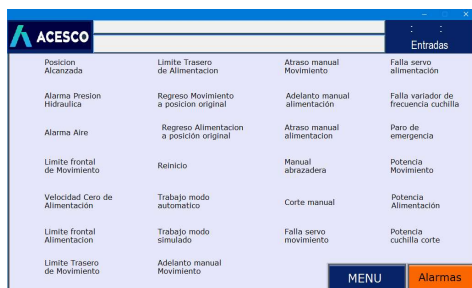 ACESCO
: :
Entradas
Posicion
Alcanzada
Alarma Presion
Hidraulica
Alarma Aire
Limite frontal
de Movimiento
Velocidad Cero de
Alimentación
Limite frontal
Alimentacion
Limite Trasero
de Movimiento
Limite Trasero
de Alimentacion
Regreso Movimiento
a posicion original
Regreso Alimentacion
a posición original
Reinicio
Trabajo modo
automatico
Trabajo modo
simulado
Adelanto manual
Movimiento
Atraso manual
Movimiento
Adelanto manual
alimentación
Atraso manual
alimentacion
Manual
abrazadera
Corte manual
Falla servo
movimiento
Falla servo
alimentación
Falla variador de
frecuencia cuchilla
Paro de
emergencia
Potencia
Movimiento
Potencia
Alimentación
Potencia
cuchilla corte
MENU
Alarmas